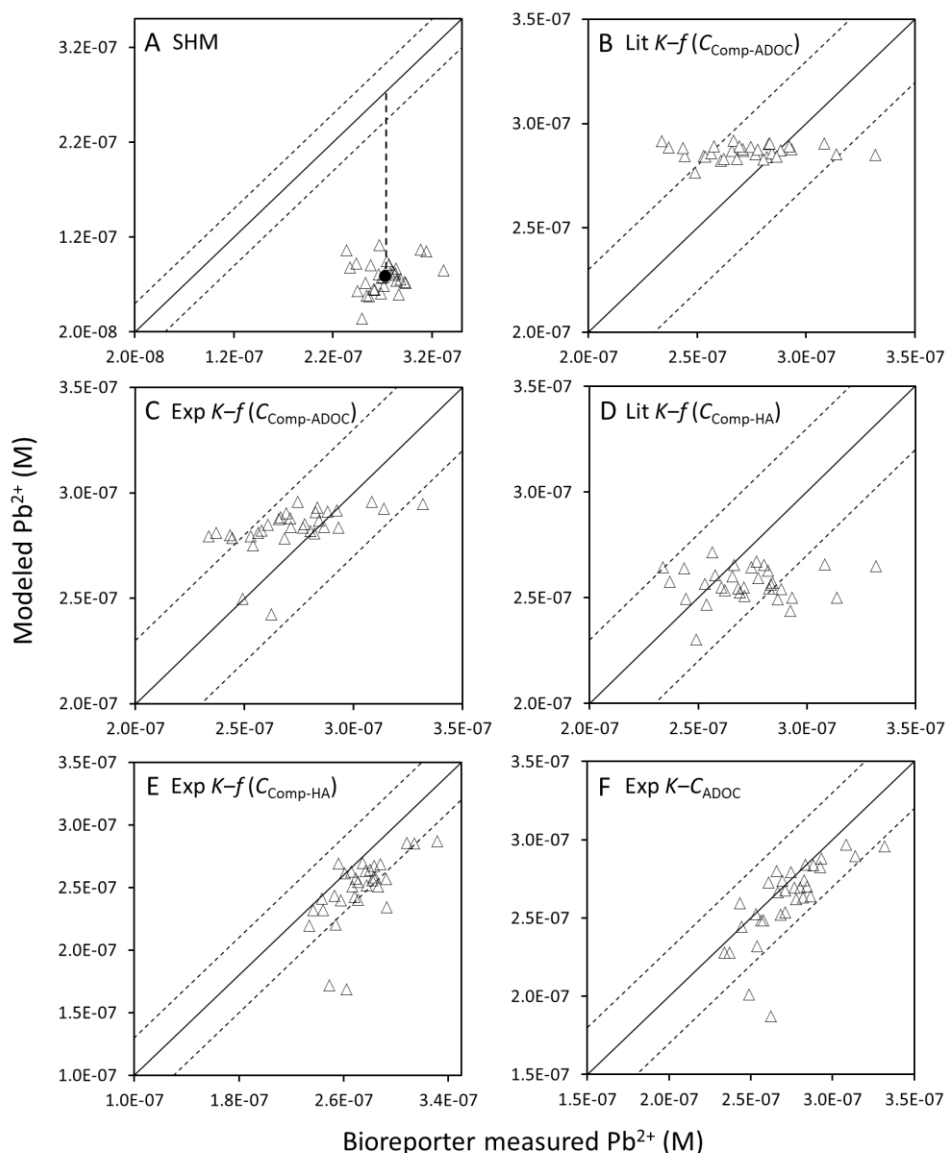 A SHM
3.2E-07
2.2E-07
1.2E-07
2.0E-08
2.0E-08 1.2E-07 2.2E-07 3.2E-07
B Lit K–f (C_Comp-ADOC)
3.5E-07
3.0E-07
2.5E-07
2.0E-07
2.0E-07 2.5E-07 3.0E-07 3.5E-07
C Exp K–f (C_Comp-ADOC)
3.5E-07
3.0E-07
2.5E-07
2.0E-07
2.0E-07 2.5E-07 3.0E-07 3.5E-07
D Lit K–f (C_Comp-HA)
3.5E-07
3.0E-07
2.5E-07
2.0E-07
2.0E-07 2.5E-07 3.0E-07 3.5E-07
Modeled Pb²⁺ (M)
E Exp K–f (C_Comp-HA)
3.5E-07
3.0E-07
2.5E-07
2.0E-07
1.5E-07
1.0E-07
1.0E-07 1.8E-07 2.6E-07 3.4E-07
F Exp K–C_ADOC
3.5E-07
3.0E-07
2.5E-07
2.0E-07
1.5E-07
1.5E-07 2.0E-07 2.5E-07 3.0E-07 3.5E-07
Bioreporter measured Pb²⁺ (M)